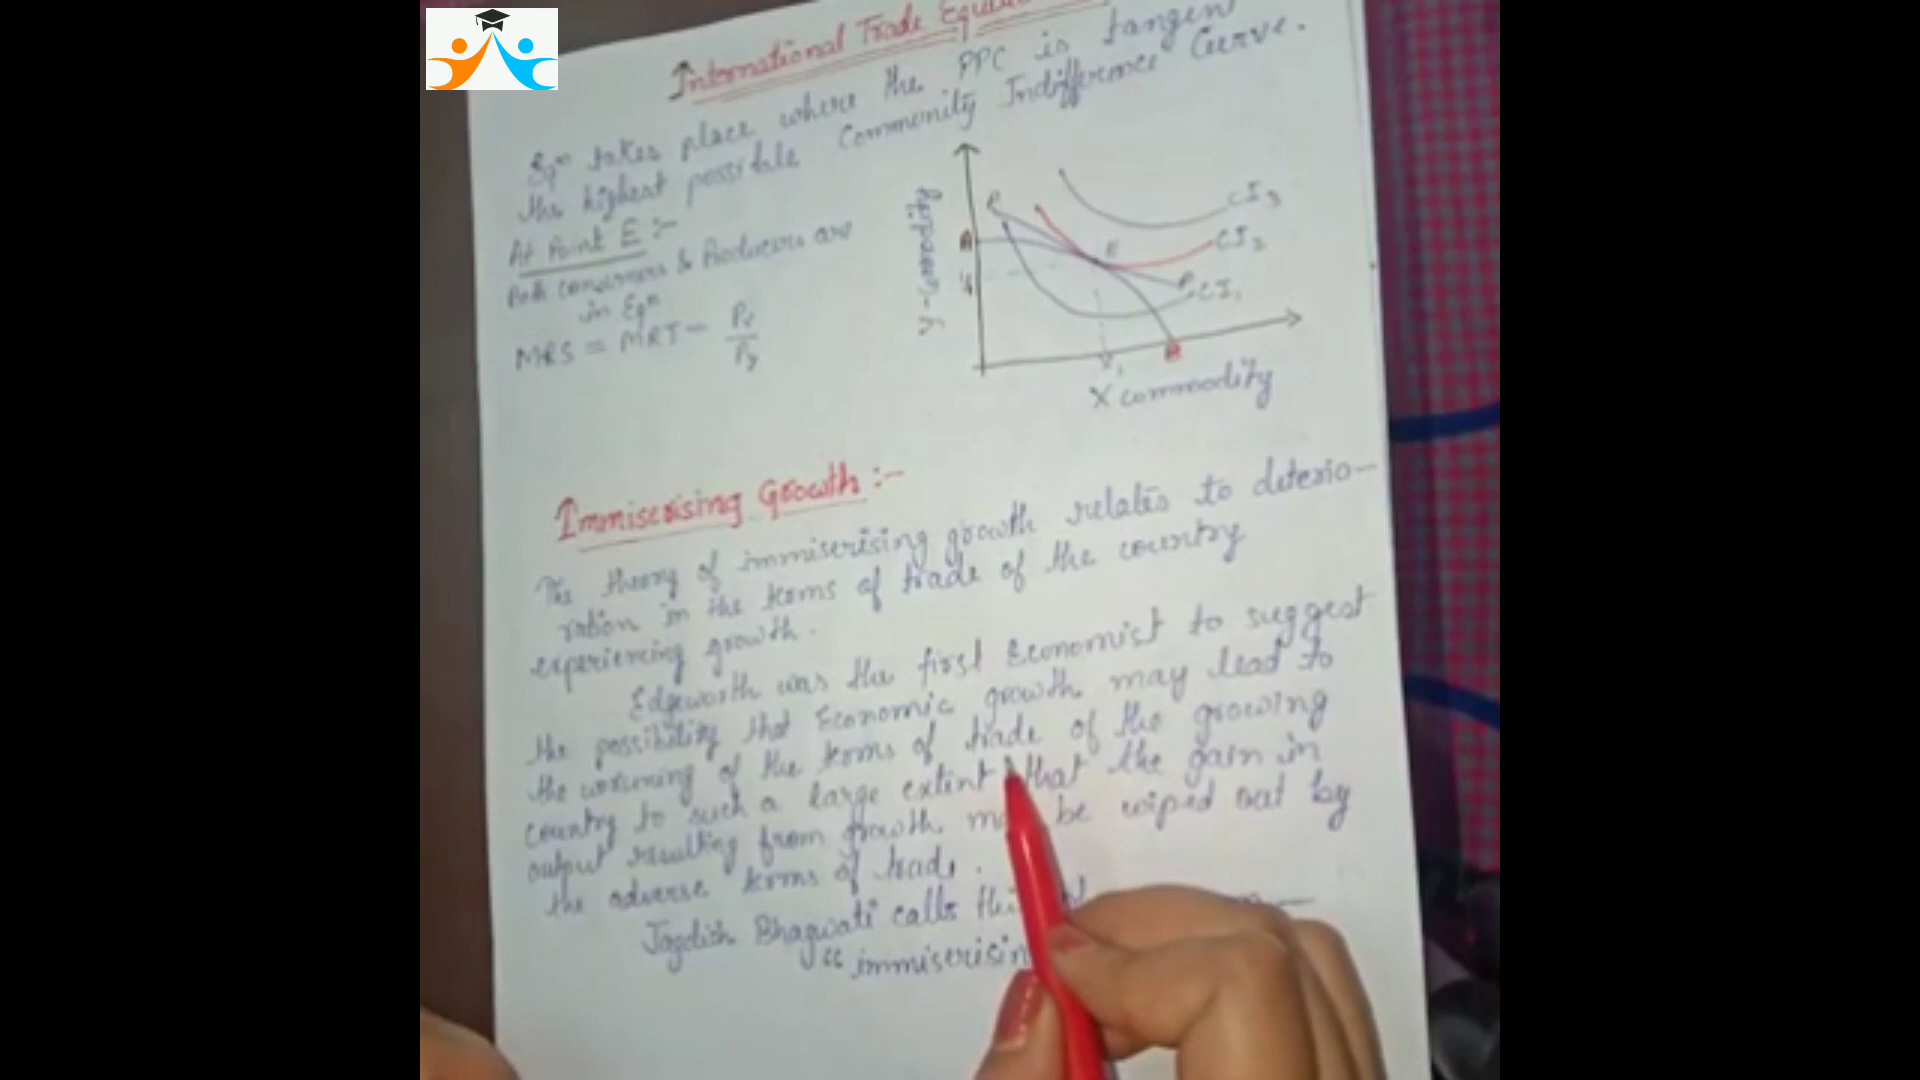 International Trade
Eqn takes place where the PPC is tangent
the highest possible Community Indifference Curve.
At Point E :-
Both consumers & Producers are
in Eqn
MRS = MRT -
Py
Y-Commodity
P
A
E
CI3
CI2
CI1
B
X commodity
Immiserising Growth :-
The theory of immiserising growth relates to deterio-
ration in the terms of trade of the country
experiencing growth.
Edgeworth was the first Economist to suggest
the possibility that Economic growth may lead to
the worsening of the terms of trade of the growing
country to such a large extent that the gain in
output resulting from growth may be wiped out by
the adverse terms of trade.
Jagdish Bhagwati calls
"immiserisin